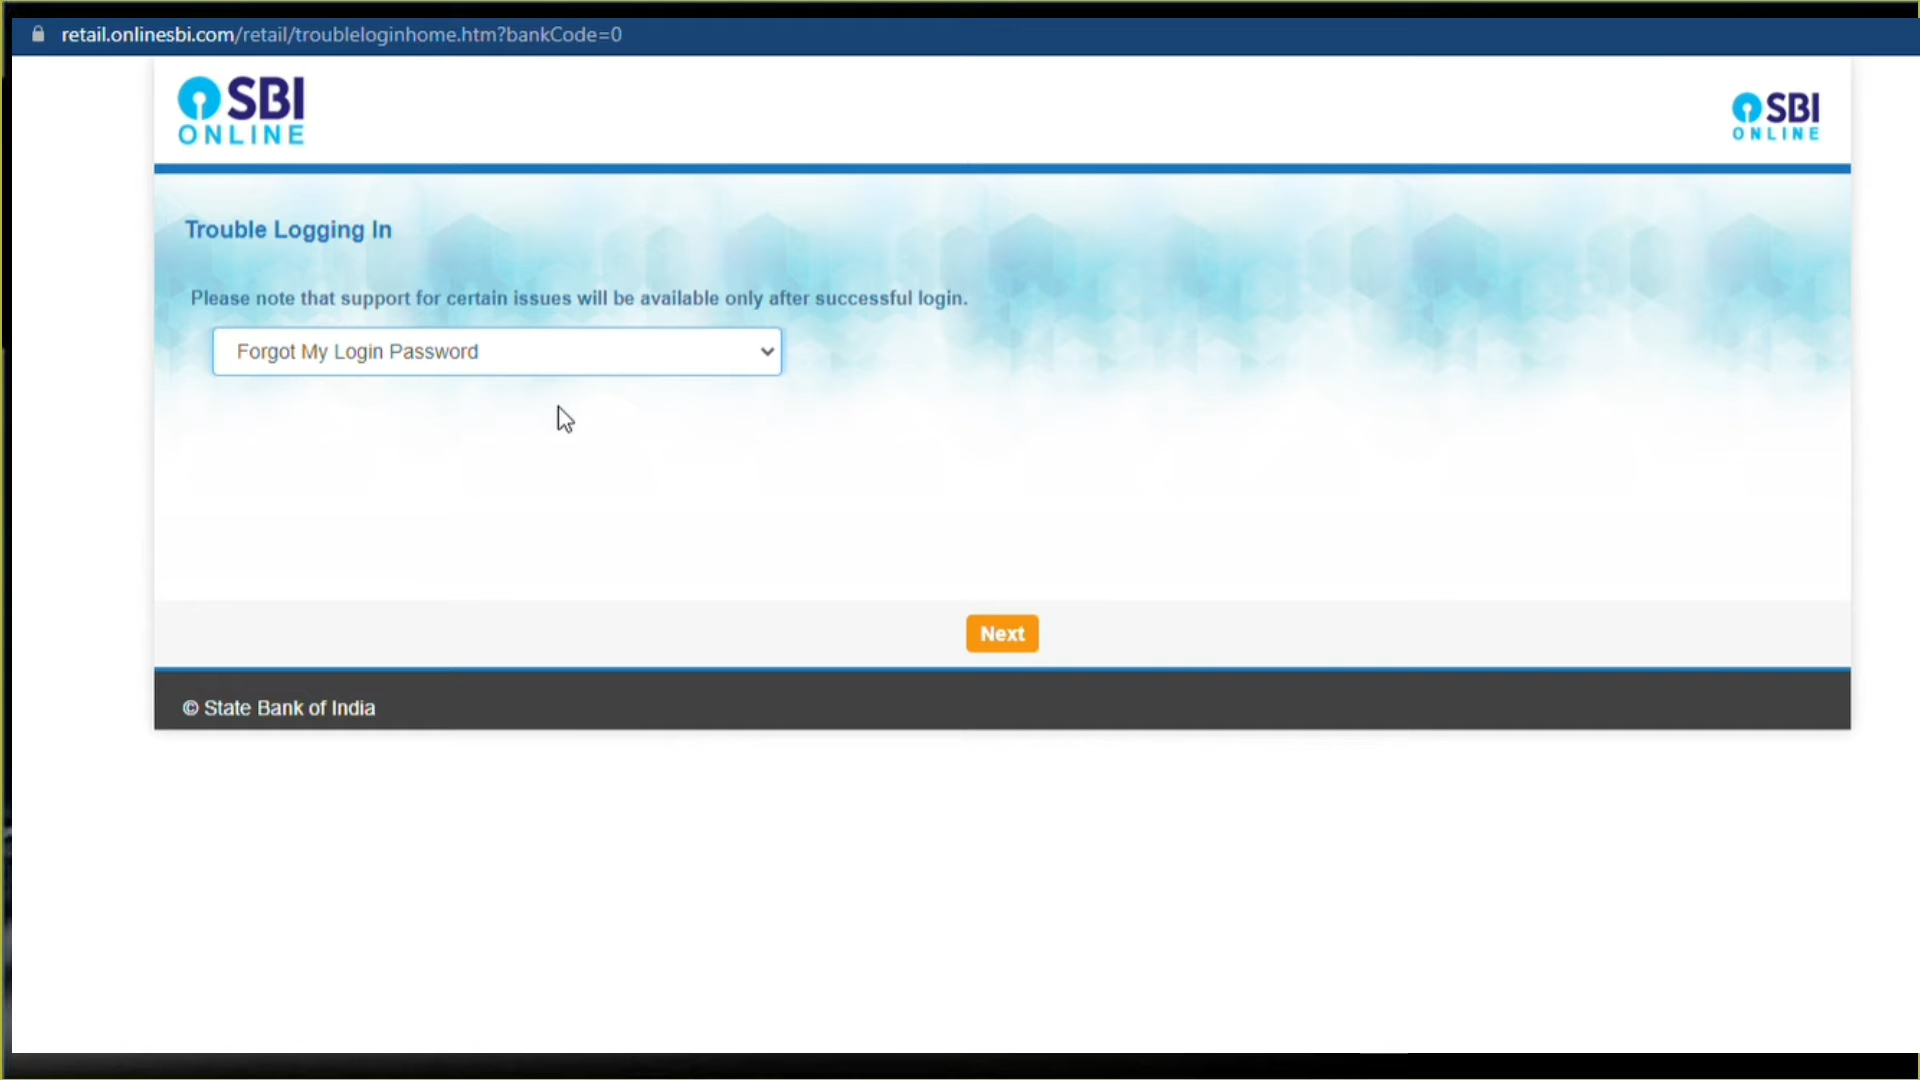 retail.onlinesbi.com/retail/troubleloginhome.htm?bankCode=0
SBI
ONLINE
SBI
ONLINE
Trouble Logging In
Please note that support for certain issues will be available only after successful login.
Forgot My Login Password
Next
© State Bank of India